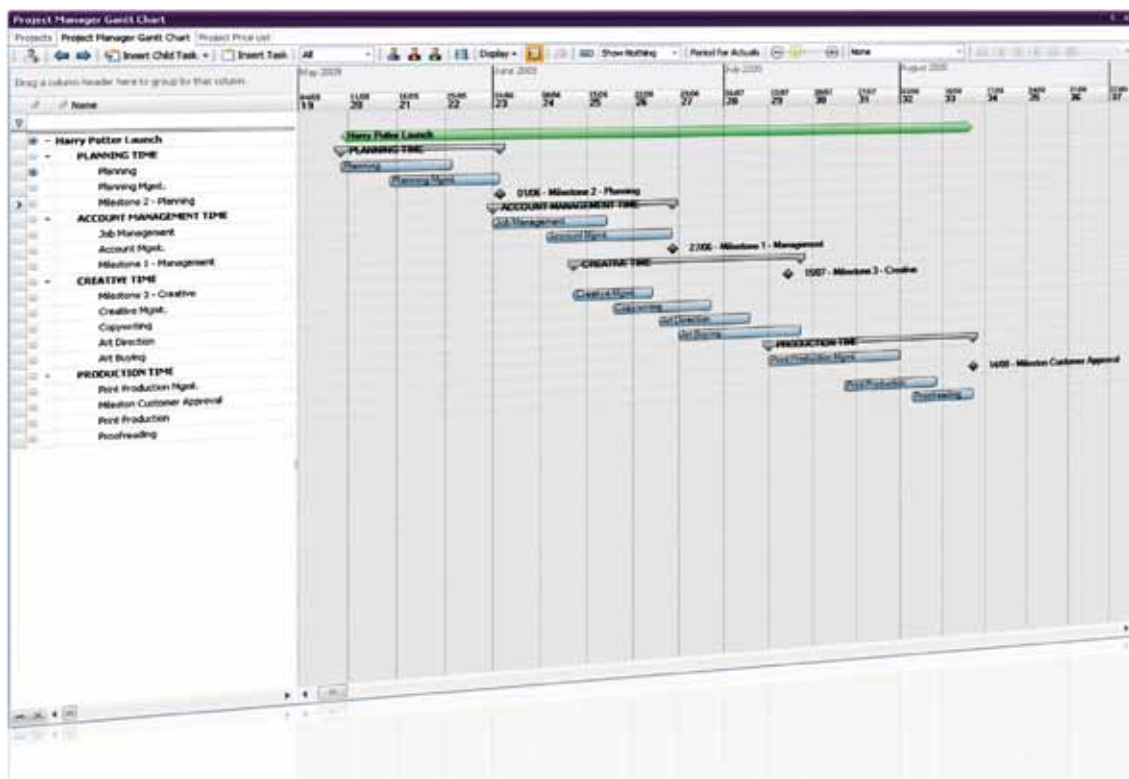 Project Manager Gantt Chart
Projects Project Manager Gantt Chart Project Price List
Insert Child Task Insert Task All Display Show Nothing Period for Actuals None
Drag a column header here to group by that column
May 2009 June 2009 July 2009 August 2009
Name
19 20 21 22 23 24 25 26 27 28 29 30 31 32 33 34 35 36 37
Harry Potter Launch
PLANNING TIME
Planning
Planning Mgmt.
Milestone 2 - Planning
ACCOUNT MANAGEMENT TIME
Job Management
Account Mgmt.
Milestone 1 - Management
CREATIVE TIME
Milestone 3 - Creative
Creative Mgmt.
Copywriting
Art Direction
Art Buying
PRODUCTION TIME
Print Production Mgmt.
Mileston Customer Approval
Print Production
Proofreading
Harry Potter Launch
PLANNING TIME
Planning
Planning Mgmt.
01/06 - Milestone 2 - Planning
ACCOUNT MANAGEMENT TIME
Job Management
Account Mgmt.
27/06 - Milestone 1 - Management
CREATIVE TIME
15/07 - Milestone 3 - Creative
Creative Mgmt.
Copywriting
Art Direction
Art Buying
PRODUCTION TIME
Print Production Mgmt.
14/08 - Mileston Customer Approval
Print Production
Proofreading